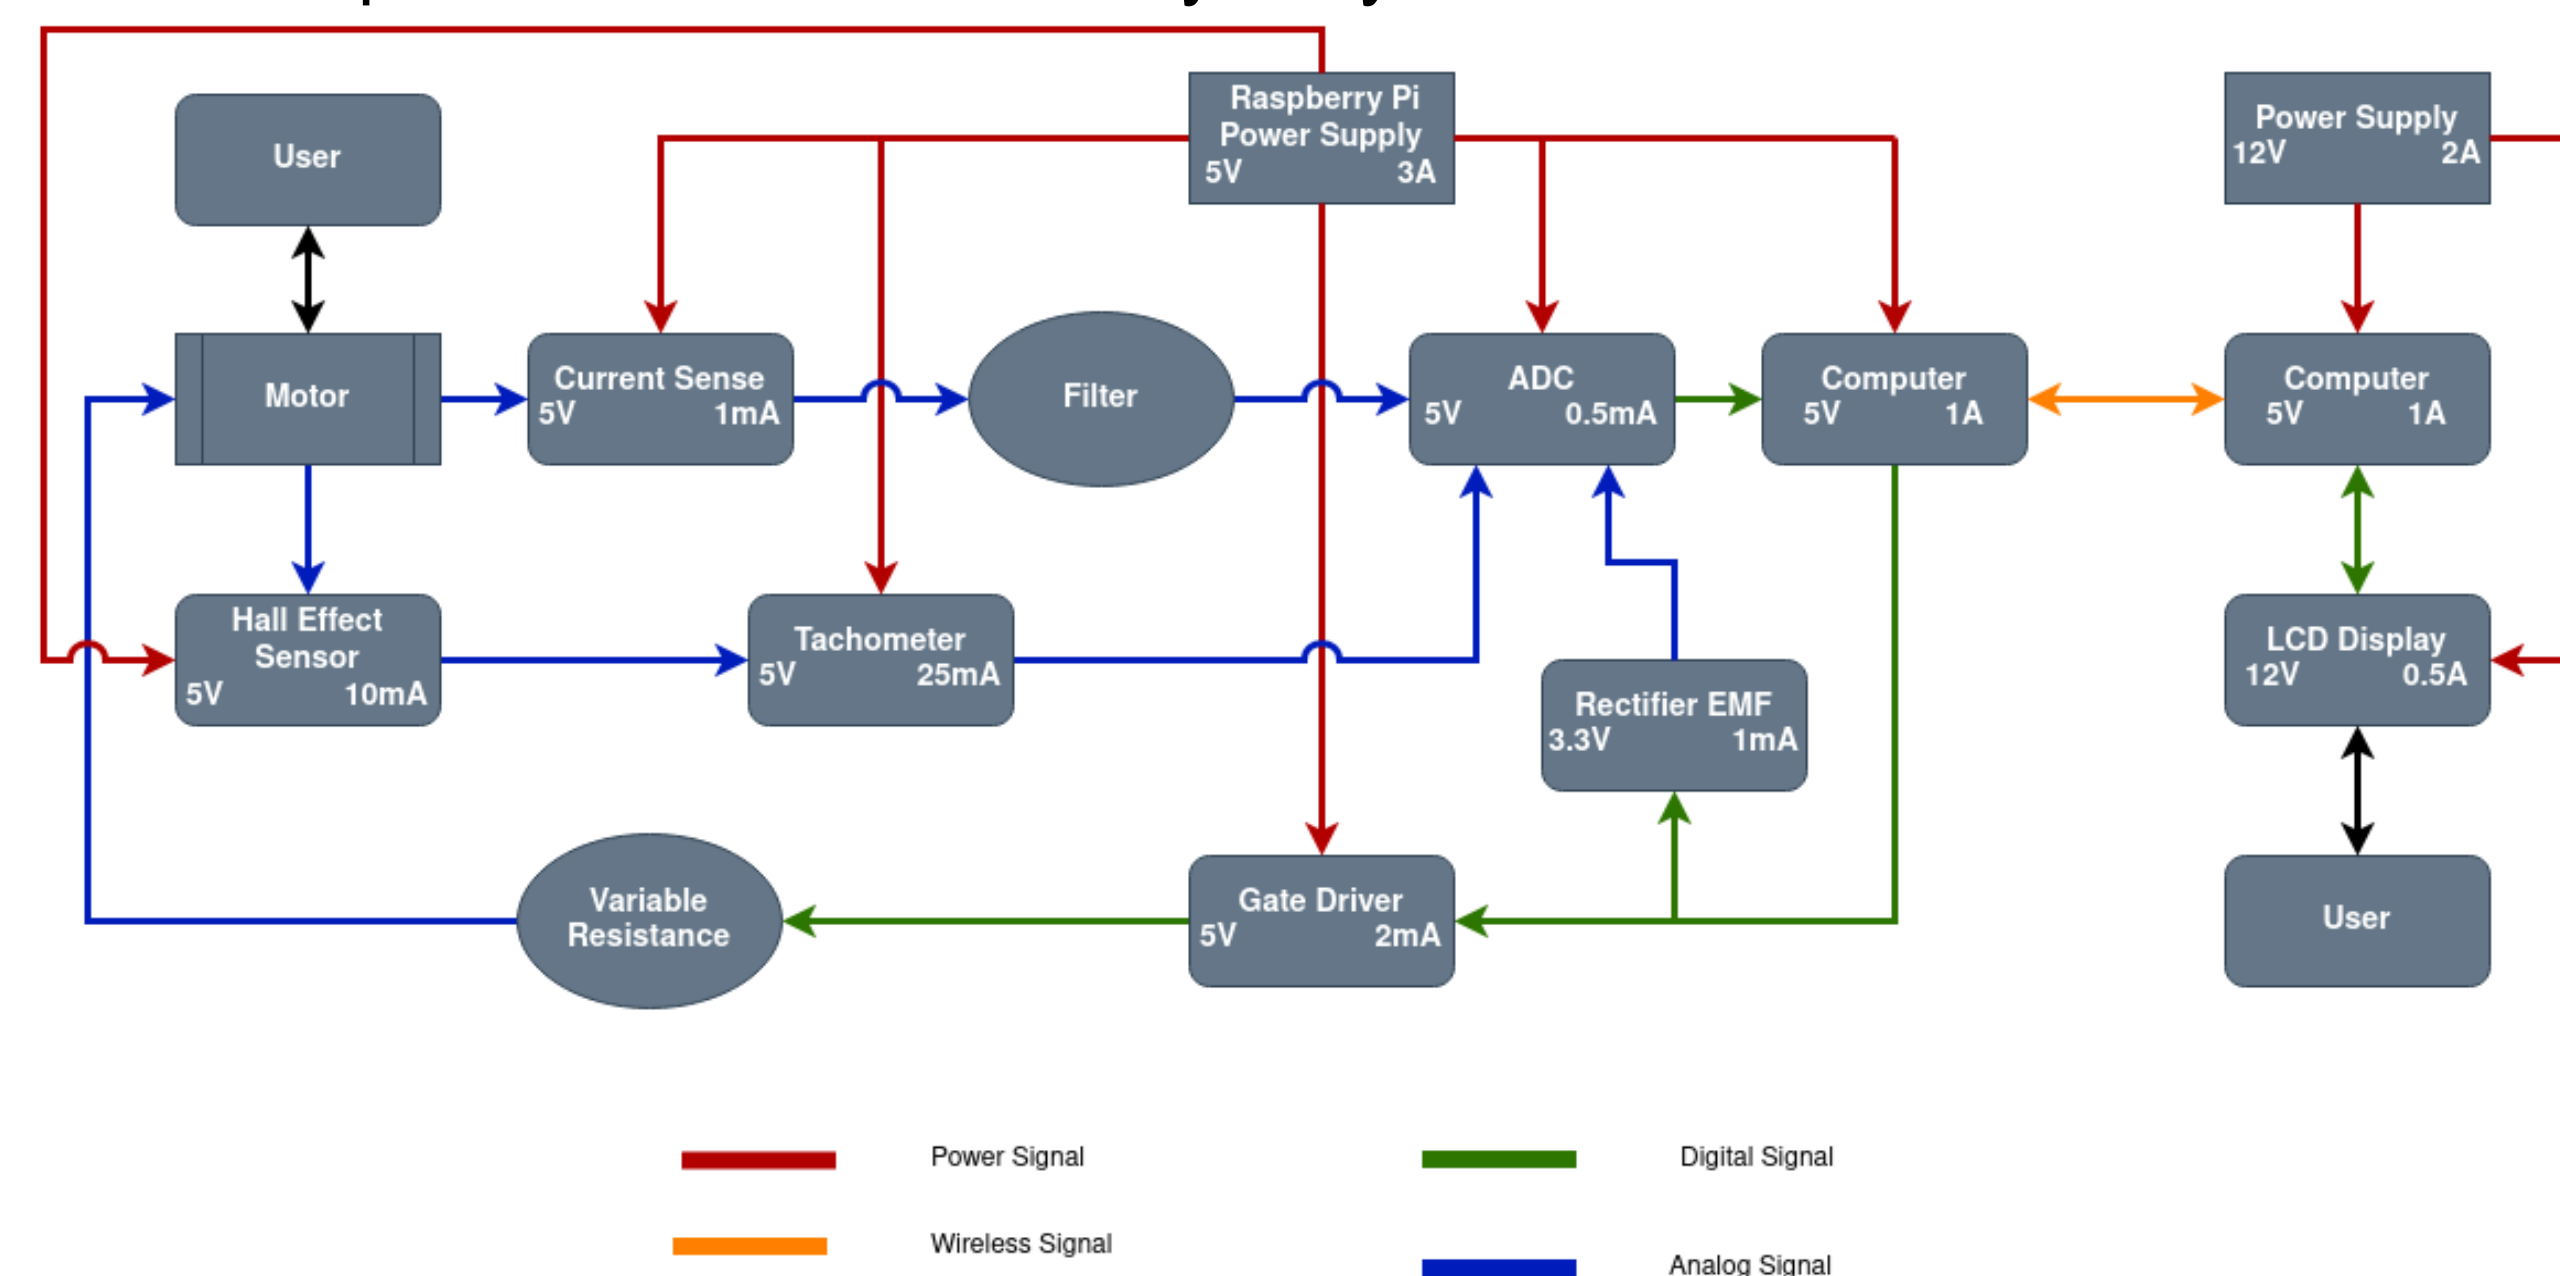 Raspberry Pi
Power Supply
5V 3A
Power Supply
12V 2A
User
Motor
Current Sense
5V 1mA
Filter
ADC
5V 0.5mA
Computer
5V 1A
Computer
5V 1A
Hall Effect
Sensor
5V 10mA
Tachometer
5V 25mA
Rectifier EMF
3.3V 1mA
LCD Display
12V 0.5A
Variable
Resistance
Gate Driver
5V 2mA
User
Power Signal
Digital Signal
Wireless Signal
Analog Signal